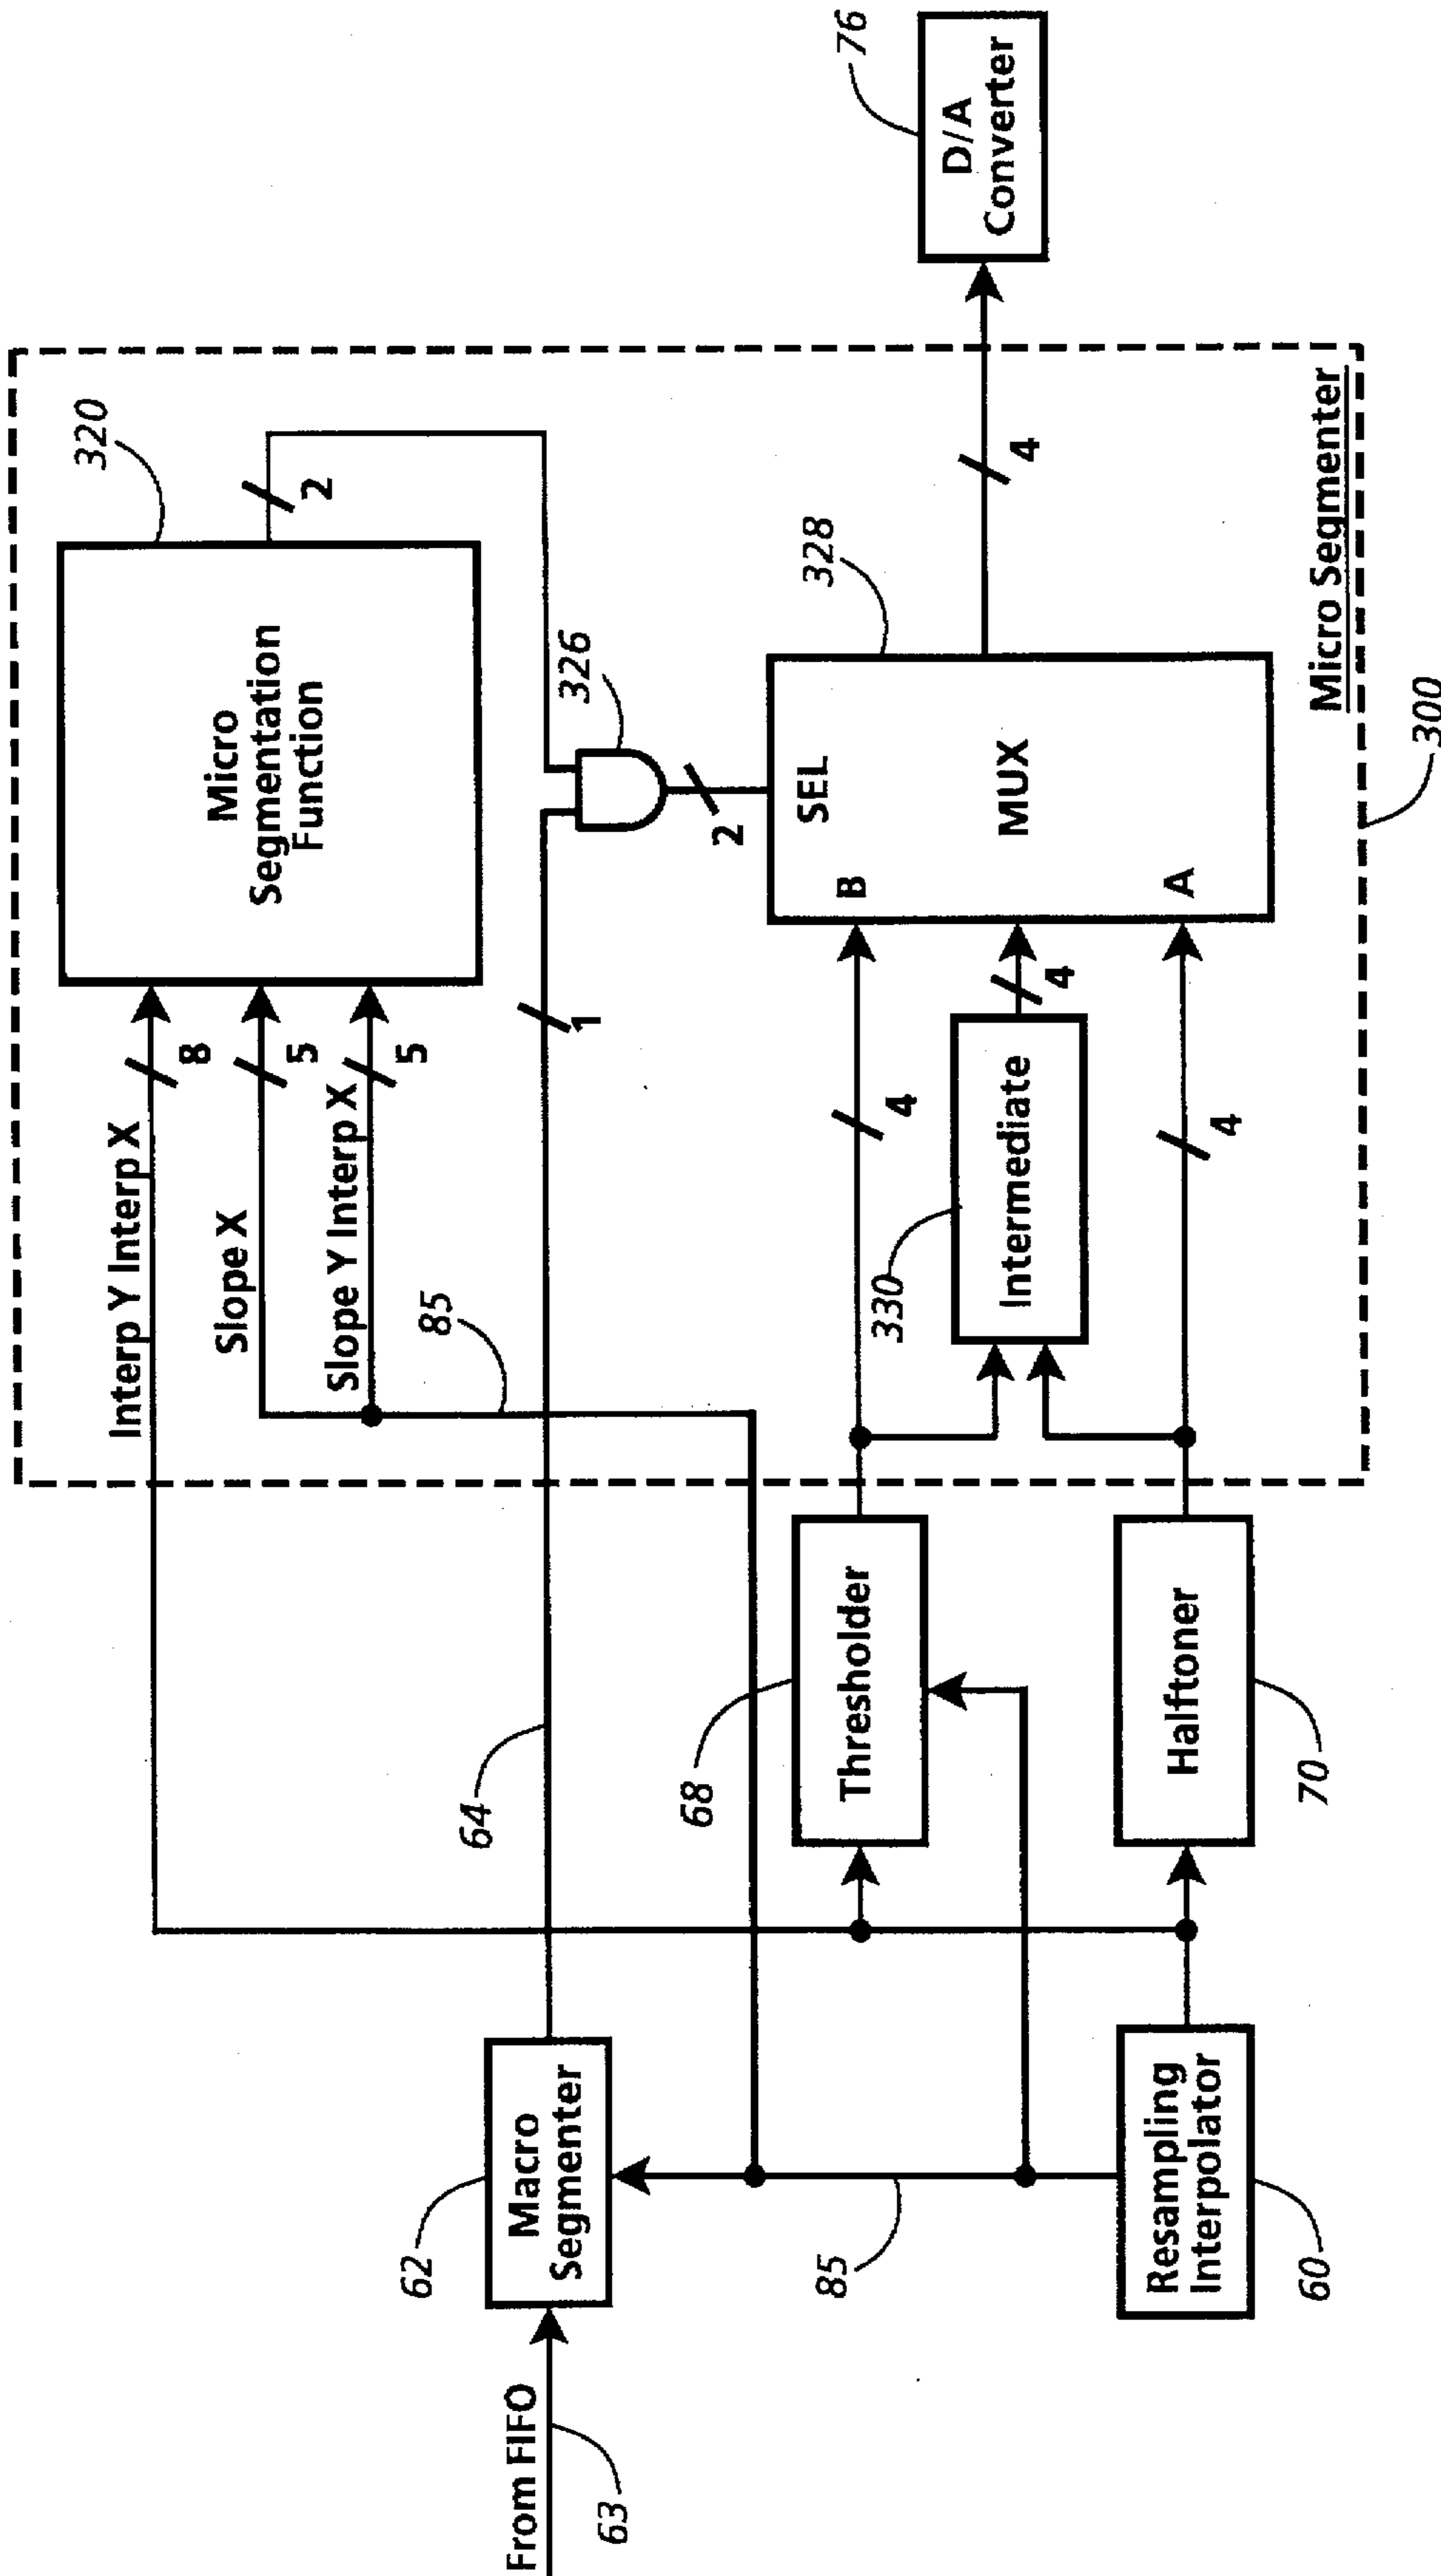 From FIFO
63
62
Macro
Segmenter
85
Resampling
Interpolator
60
64
68
Thresholder
Halftoner
70
Interp Y Interp X
8
Slope X
5
Slope Y Interp X
5
85
1
Micro
Segmentation
Function
320
2
326
2
330
Intermediate
4
4
4
B
SEL
MUX
A
328
4
Micro Segmenter
300
D/A
Converter
76